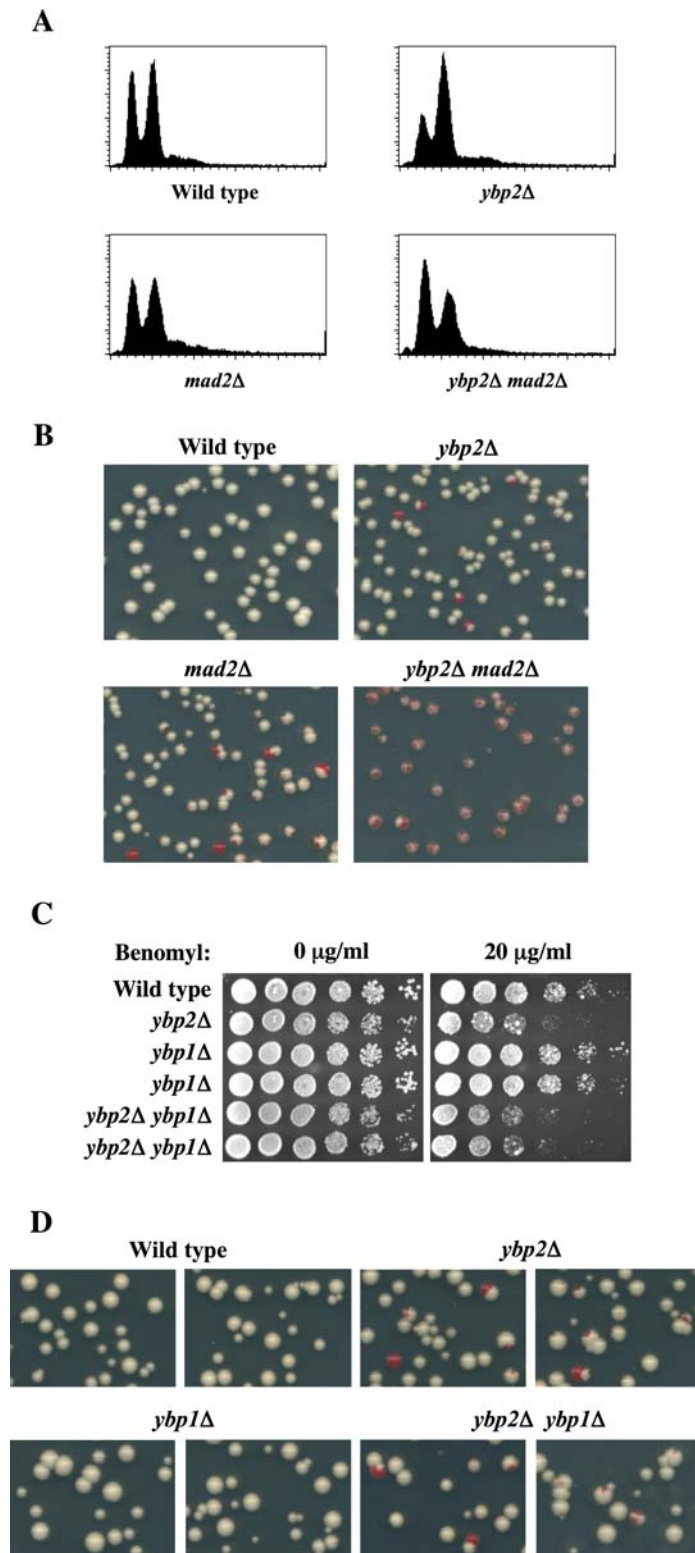 A
Wild type
ybp2Δ
mad2Δ
ybp2Δ mad2Δ
B
Wild type
ybp2Δ
mad2Δ
ybp2Δ mad2Δ
C
Benomyl: 0 μg/ml 20 μg/ml
Wild type
ybp2Δ
ybp1Δ
ybp1Δ
ybp2Δ ybp1Δ
ybp2Δ ybp1Δ
D
Wild type
ybp2Δ
ybp1Δ
ybp2Δ ybp1Δ